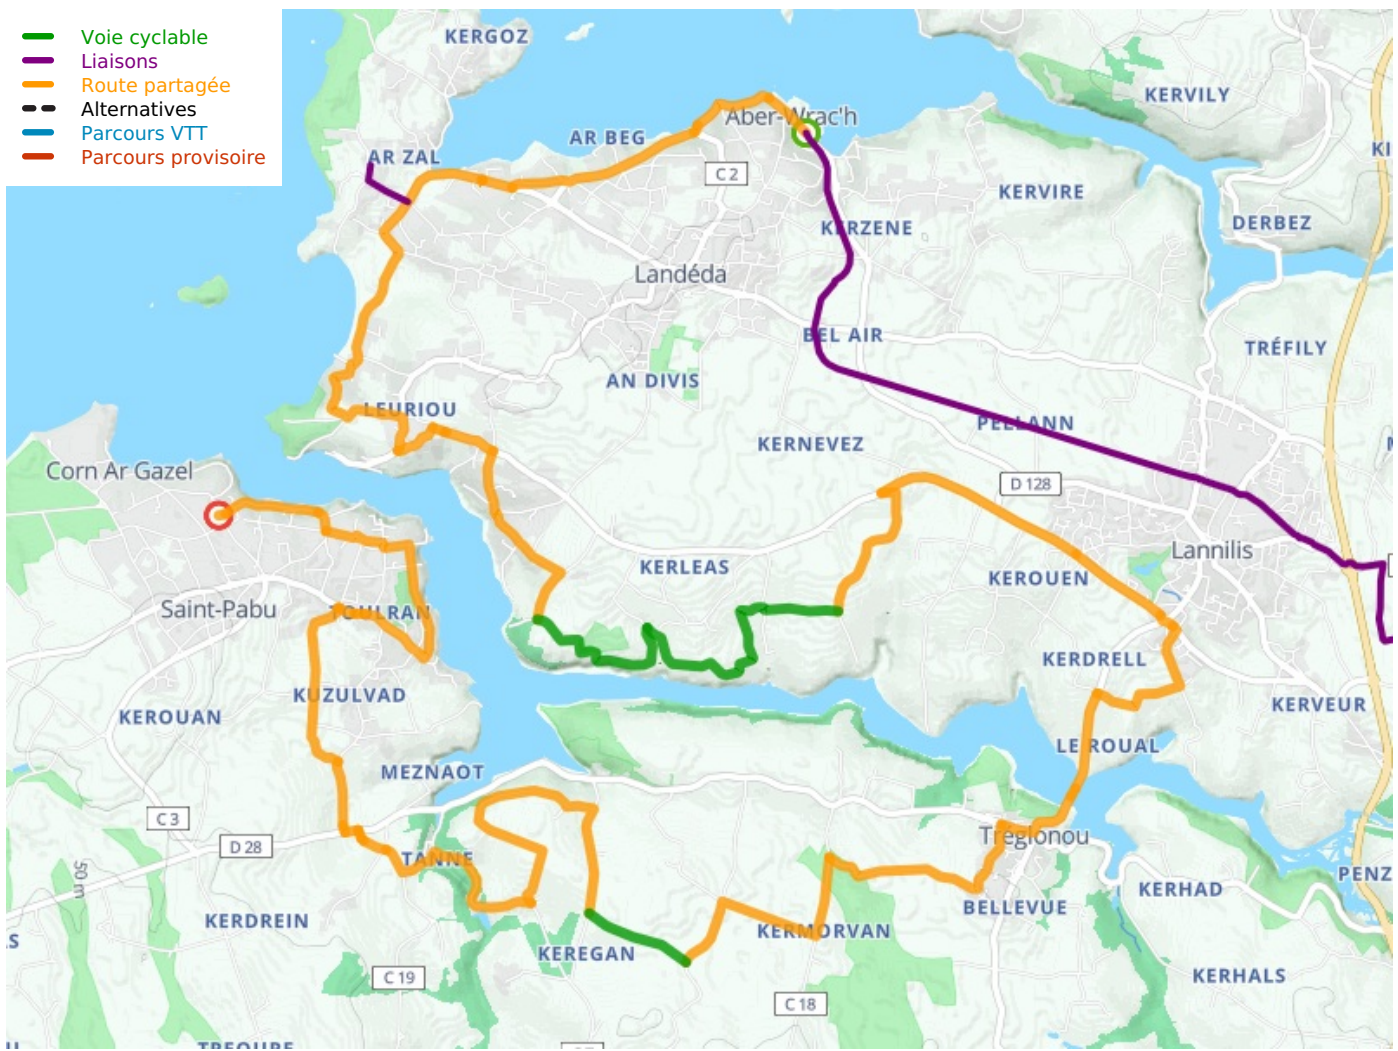 Voie cyclable
Liaisons
Route partagée
Alternatives
Parcours VTT
Parcours provisoire
KERGOZ
KERVILY
Aber-Wrac'h
AR BEG
AR ZAL
C 2
KERVIRE
KERZENE
DERBEZ
Landéda
BEL AIR
TRÉFILY
AN DIVIS
LEURIOU
PELLANN
KERNEVEZ
Corn Ar Gazel
D 128
Lannilis
KERLEAS
KEROUEN
Saint-Pabu
TOULRAN
KERDRELL
KUZULVAD
KEROUAN
KERVEUR
LE ROUAL
MEZNAOT
C 3
D 28
Tréglonou
TANNE
50 m
PENZ
KERHAD
BELLEVUE
KERDREIN
KERMORVAN
KEREGAN
C 19
KERHALS
C 18